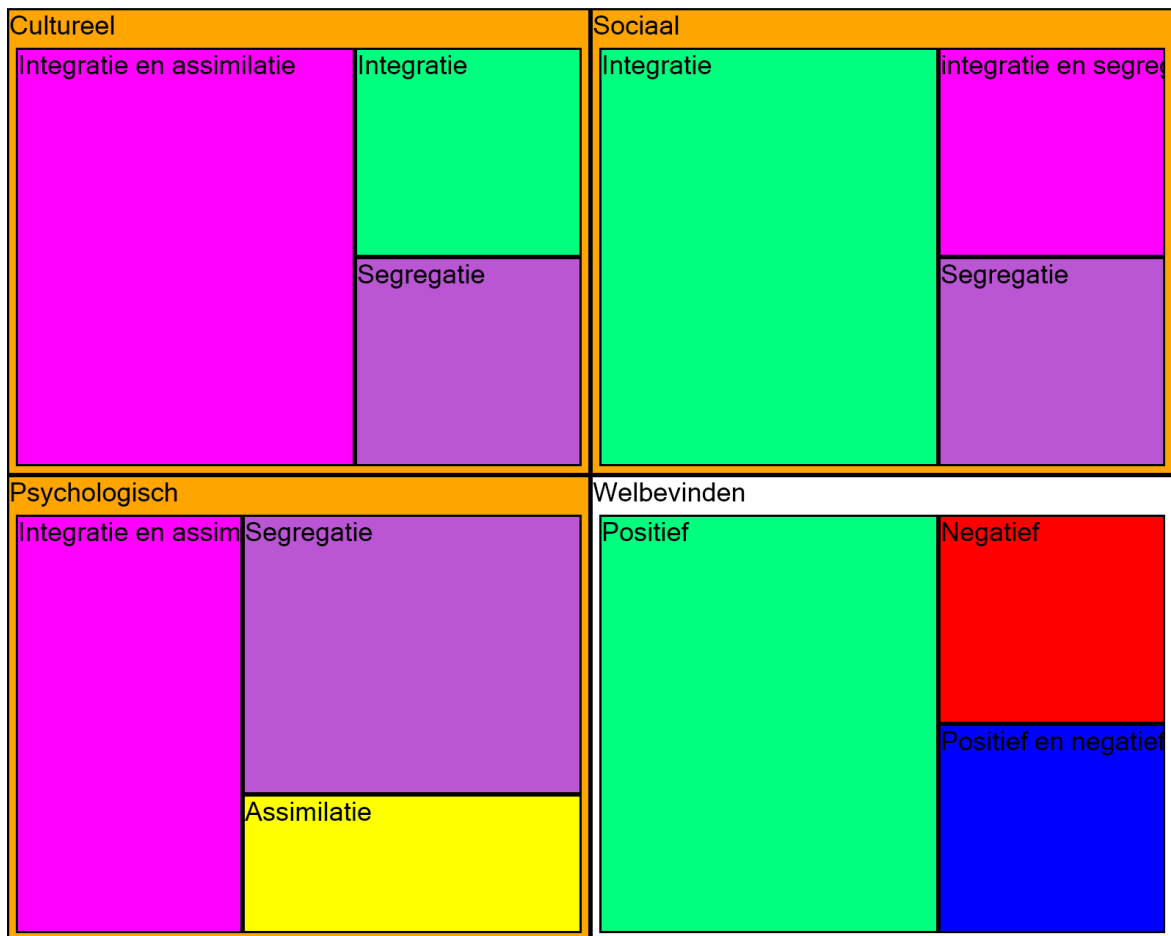 Cultureel
Integratie en assimilatie
Integratie
Segregatie
Sociaal
Integratie
integratie en segreg
Segregatie
Psychologisch
Integratie en assim
Segregatie
Assimilatie
Welbevinden
Positief
Negatief
Positief en negatief